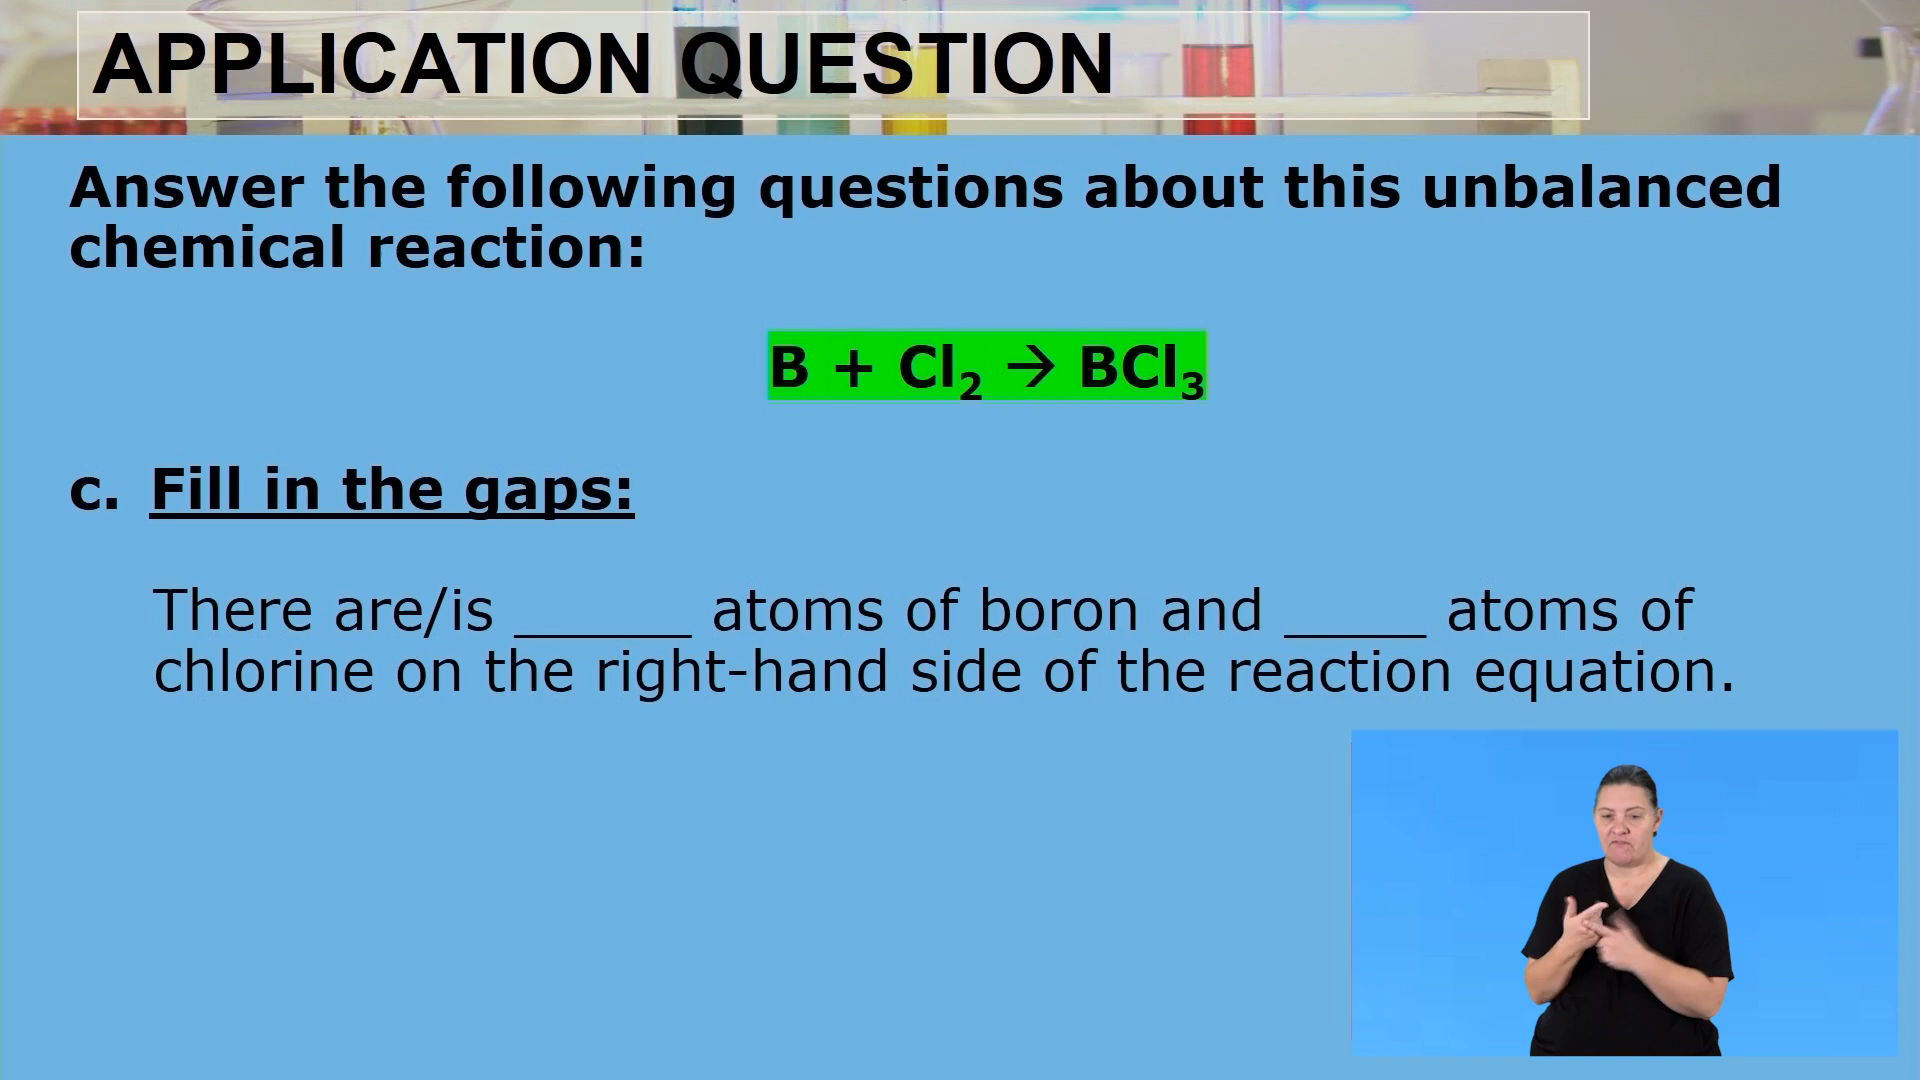 APPLICATION QUESTION
Answer the following questions about this unbalanced
chemical reaction:
B + Cl₂ → BCl₃
c. Fill in the gaps:
There are/is _____ atoms of boron and ____ atoms of
chlorine on the right-hand side of the reaction equation.